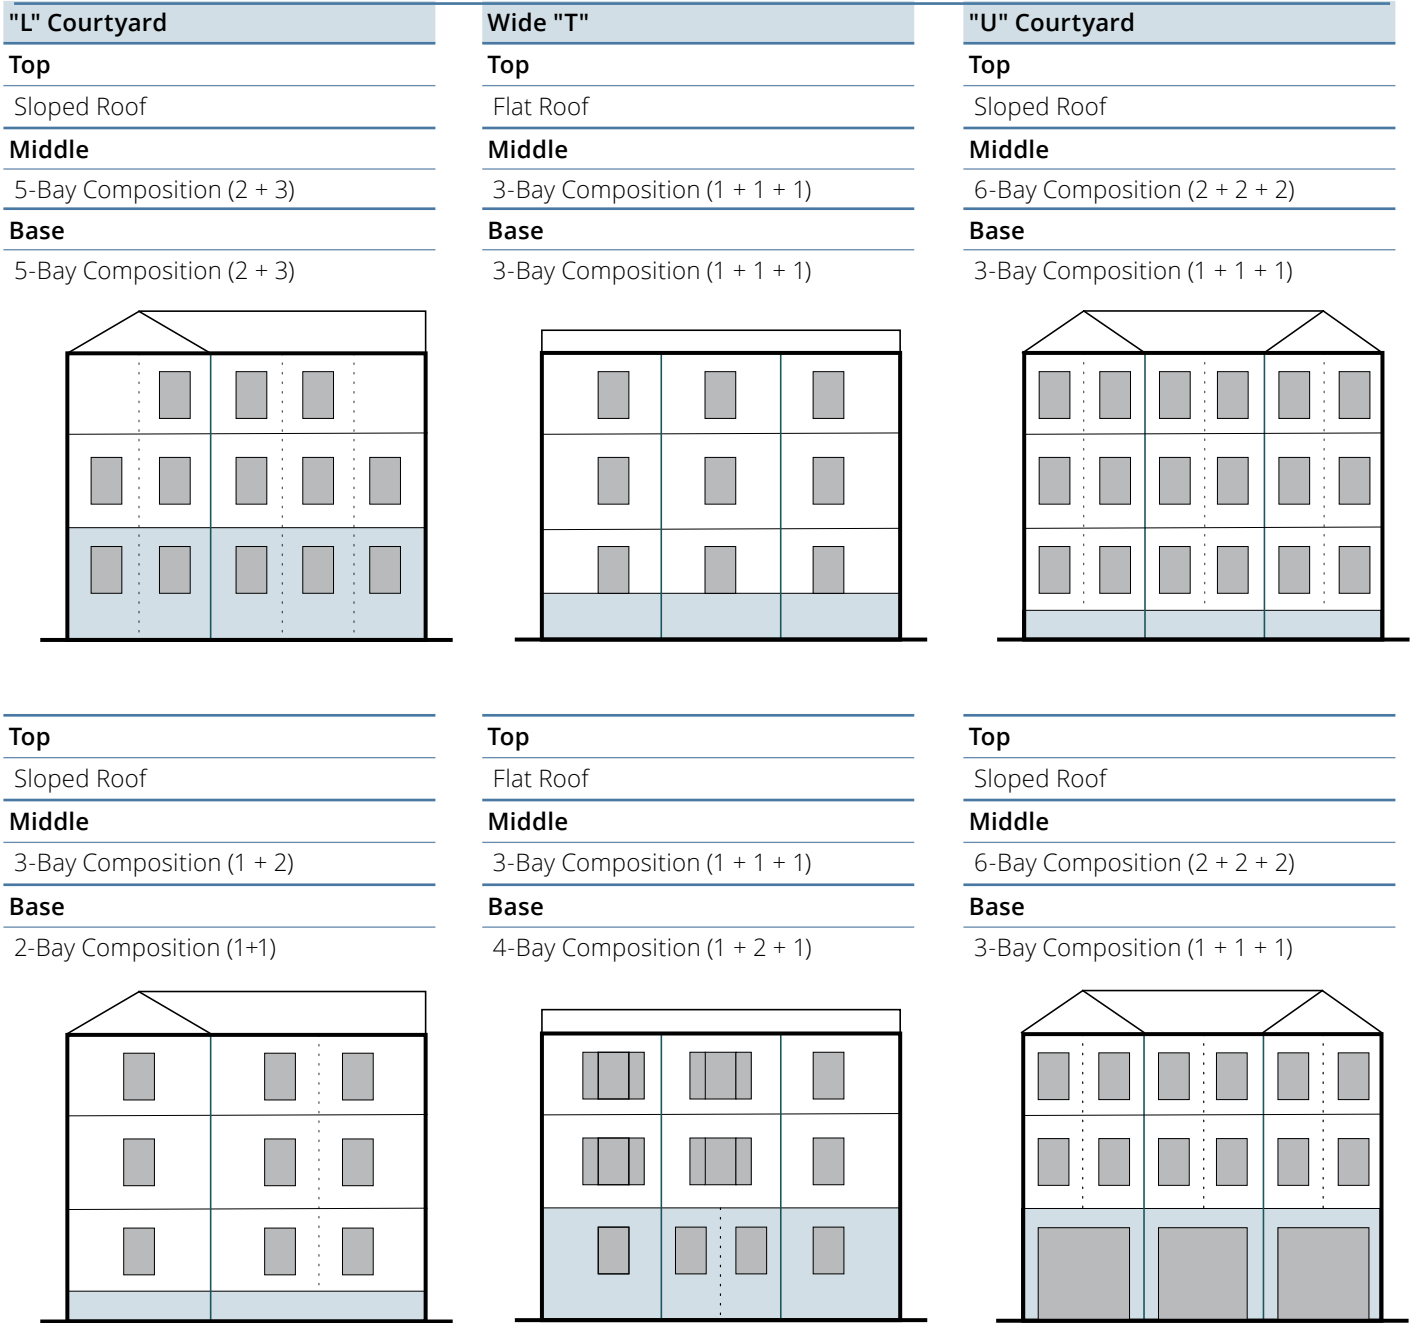 "L" Courtyard
Top
Sloped Roof
Middle
5-Bay Composition (2 + 3)
Base
5-Bay Composition (2 + 3)
Wide "T"
Top
Flat Roof
Middle
3-Bay Composition (1 + 1 + 1)
Base
3-Bay Composition (1 + 1 + 1)
"U" Courtyard
Top
Sloped Roof
Middle
6-Bay Composition (2 + 2 + 2)
Base
3-Bay Composition (1 + 1 + 1)
Top
Sloped Roof
Middle
3-Bay Composition (1 + 2)
Base
2-Bay Composition (1+1)
Top
Flat Roof
Middle
3-Bay Composition (1 + 1 + 1)
Base
4-Bay Composition (1 + 2 + 1)
Top
Sloped Roof
Middle
6-Bay Composition (2 + 2 + 2)
Base
3-Bay Composition (1 + 1 + 1)